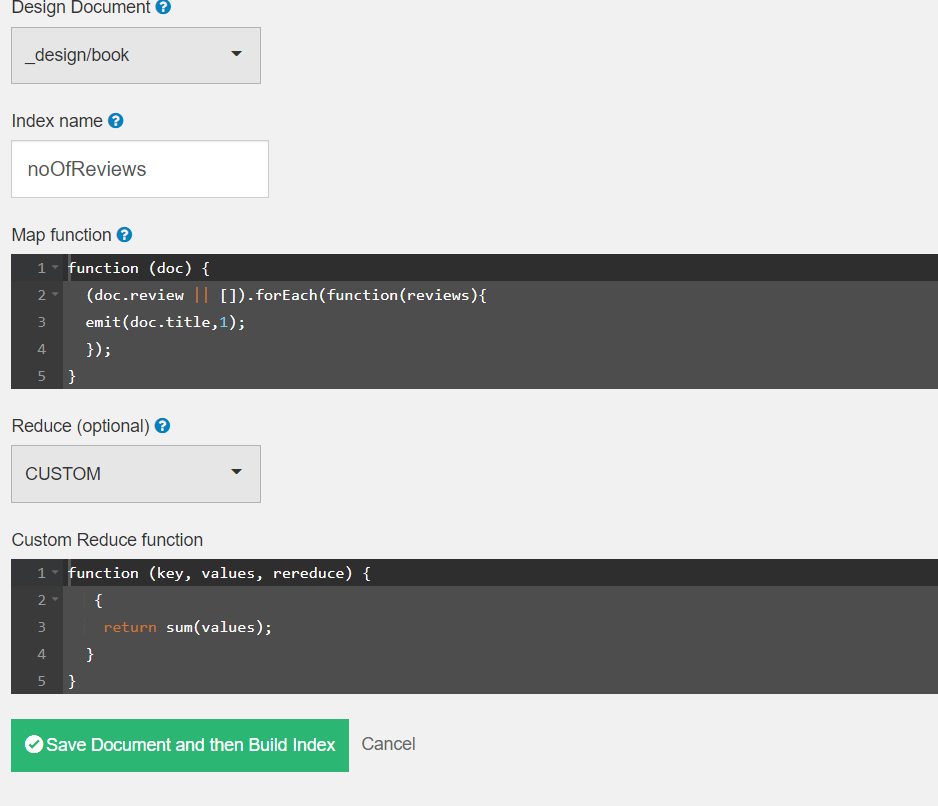 Design Document ?
_design/book
Index name ?
noOfReviews
Map function ?
1 function (doc) {
2 (doc.review || []).forEach(function(reviews){
3 emit(doc.title,1);
4 });
5 }
Reduce (optional) ?
CUSTOM
Custom Reduce function
1 function (key, values, rereduce) {
2 {
3 return sum(values);
4 }
5 }
Save Document and then Build Index Cancel